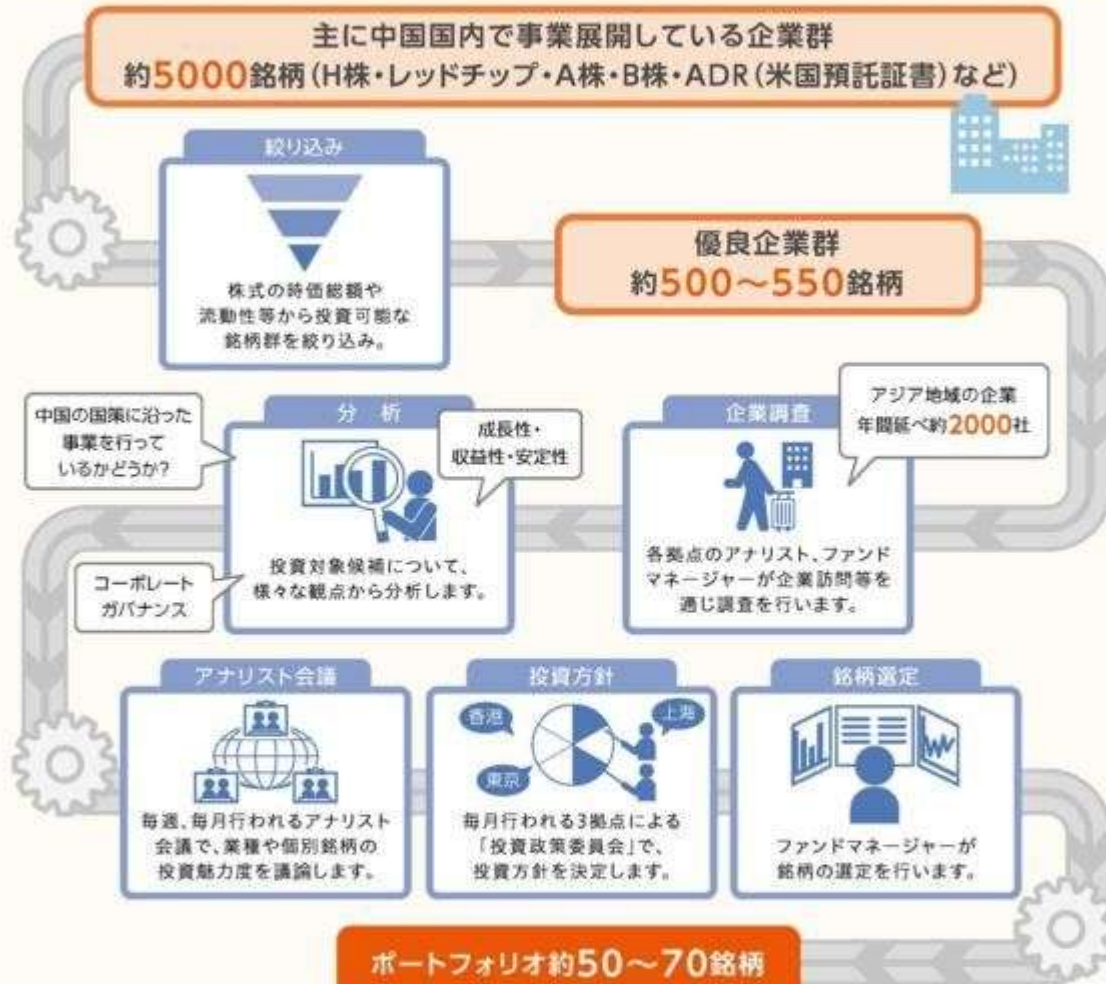 主に中国国内で事業展開している企業群
約5000銘柄(H株・レッドチップ・A株・B株・ADR(米国預託証書)など)
絞り込み
株式の時価総額や
流動性等から投資可能な
銘柄群を絞り込み。
優良企業群
約500〜550銘柄
アジア地域の企業
年間延べ約2000社
企業調査
各拠点のアナリスト、ファンド
マネージャーが企業訪問等を
通じ調査を行います。
分 析
中国の国策に沿った
事業を行って
いるかどうか?
成長性・
収益性・安定性
コーポレート
ガバナンス
投資対象候補について、
様々な観点から分析します。
アナリスト会議
毎週、毎月行われるアナリスト
会議で、業種や個別銘柄の
投資魅力度を議論します。
投資方針
香港
上海
東京
毎月行われる3拠点による
「投資政策委員会」で、
投資方針を決定します。
銘柄選定
ファンドマネージャーが
銘柄の選定を行います。
ポートフォリオ約50〜70銘柄